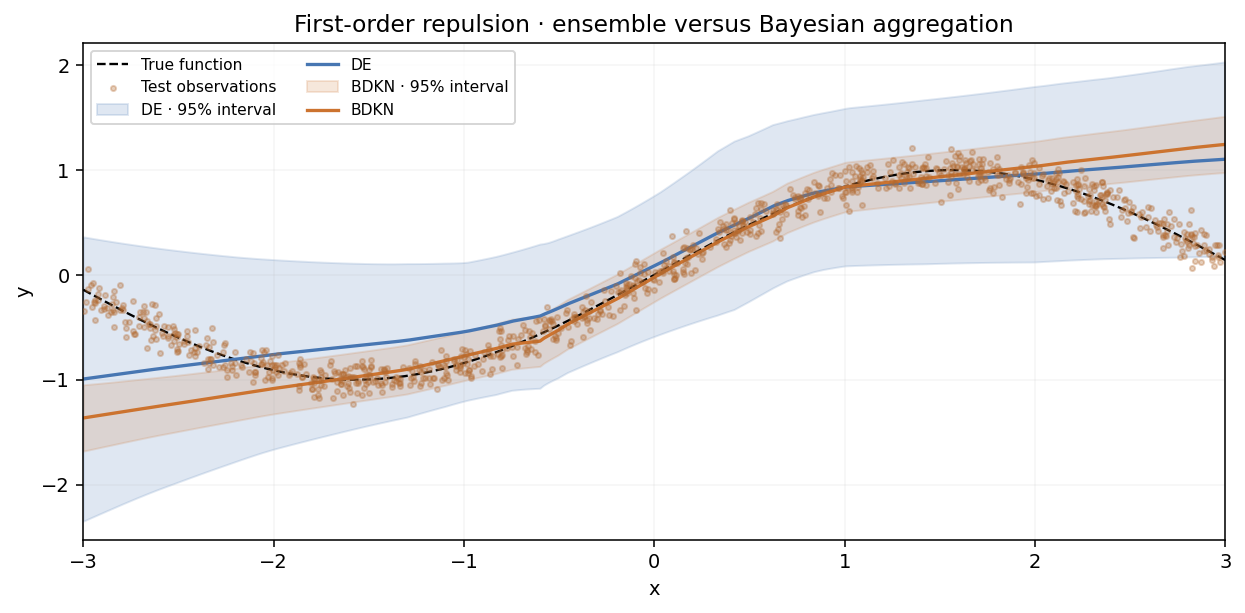 First-order repulsion · ensemble versus Bayesian aggregation
True function
Test observations
DE · 95% interval
DE
BDKN · 95% interval
BDKN
2
1
0
−1
−2
y
−3
−2
−1
0
1
2
3
x